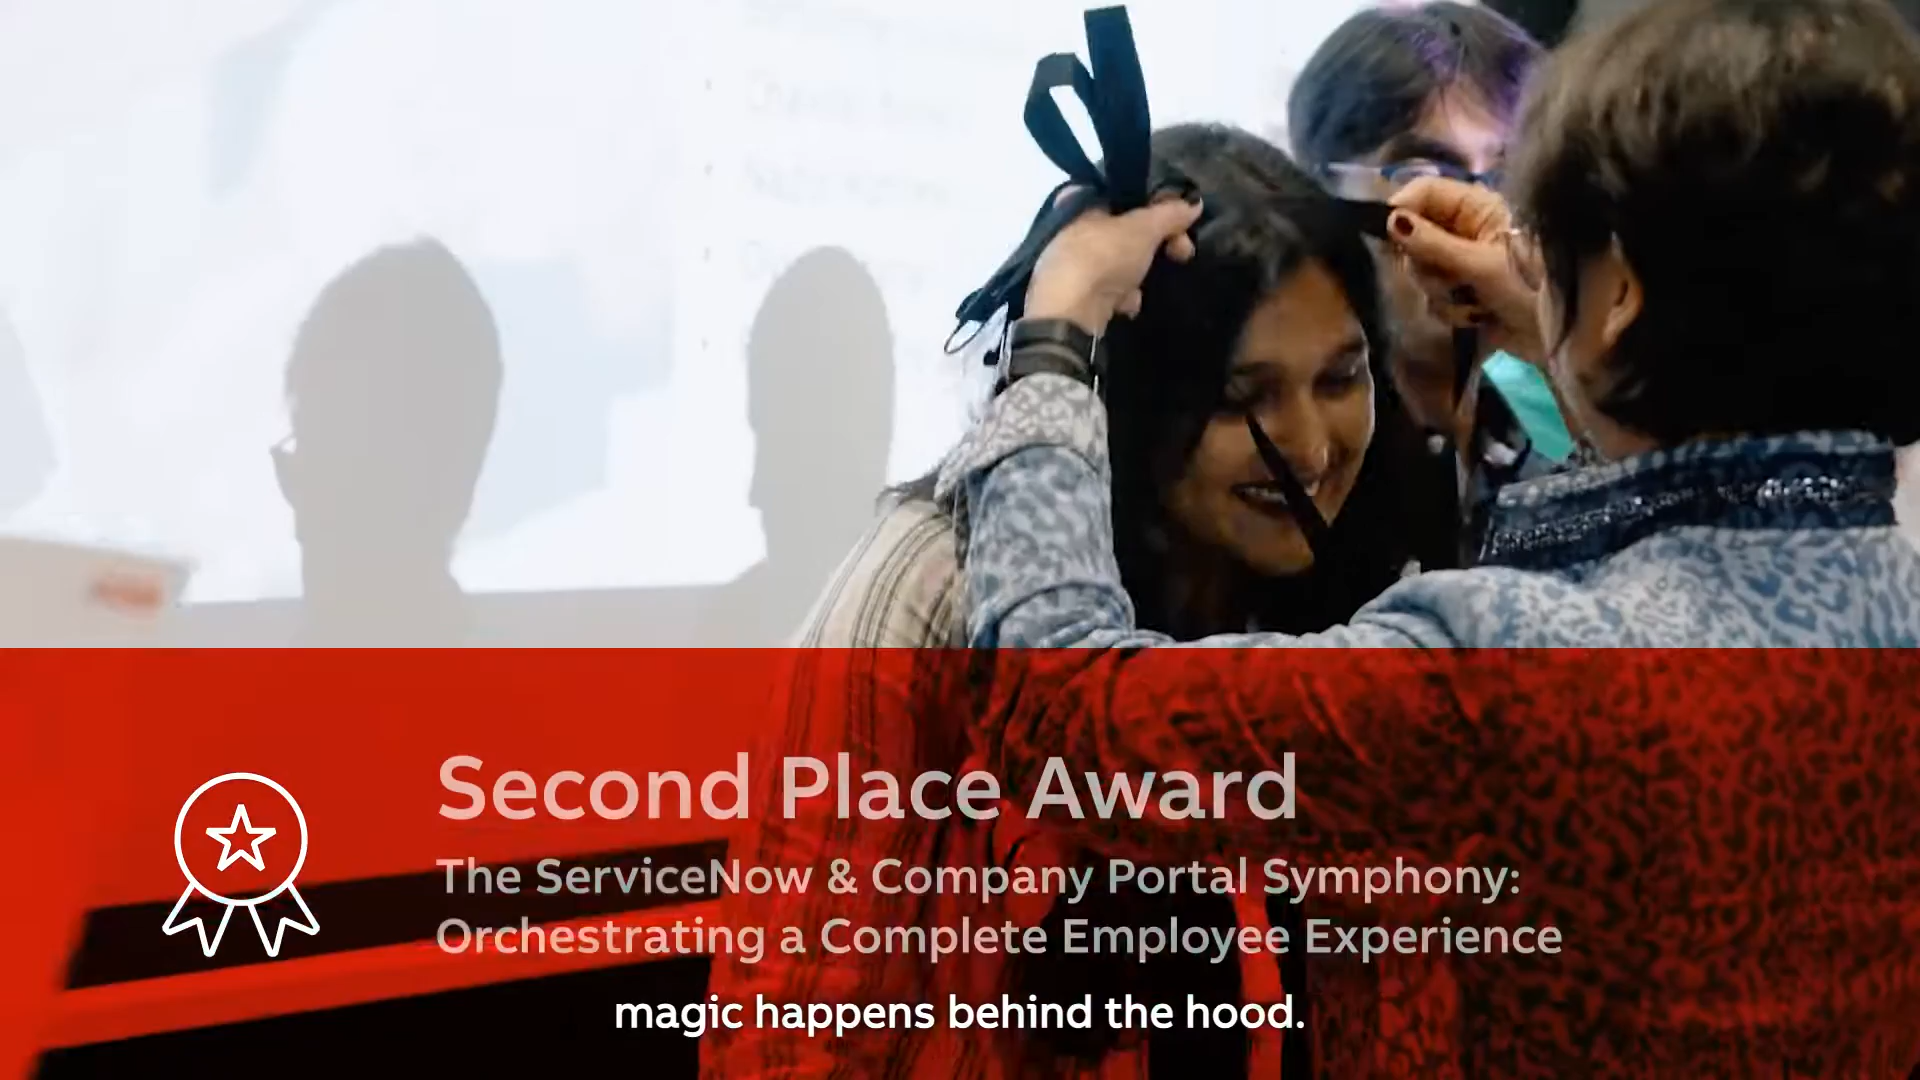 Second Place Award
The ServiceNow & Company Portal Symphony:
Orchestrating a Complete Employee Experience
magic happens behind the hood.